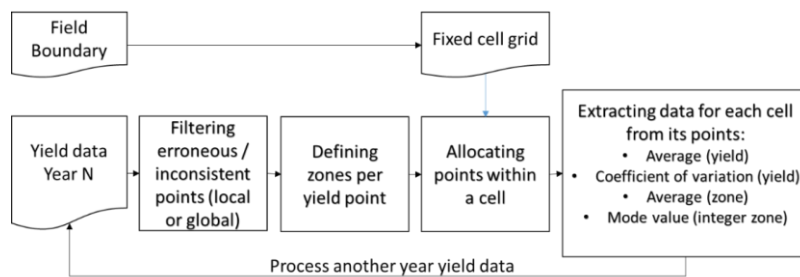 Field
Boundary
Fixed cell grid
Yield data
Year N
Filtering
erroneous /
inconsistent
points (local
or global)
Defining
zones per
yield point
Allocating
points within
a cell
Extracting data for each cell
from its points:
• Average (yield)
• Coefficient of variation (yield)
• Average (zone)
• Mode value (integer zone)
Process another year yield data